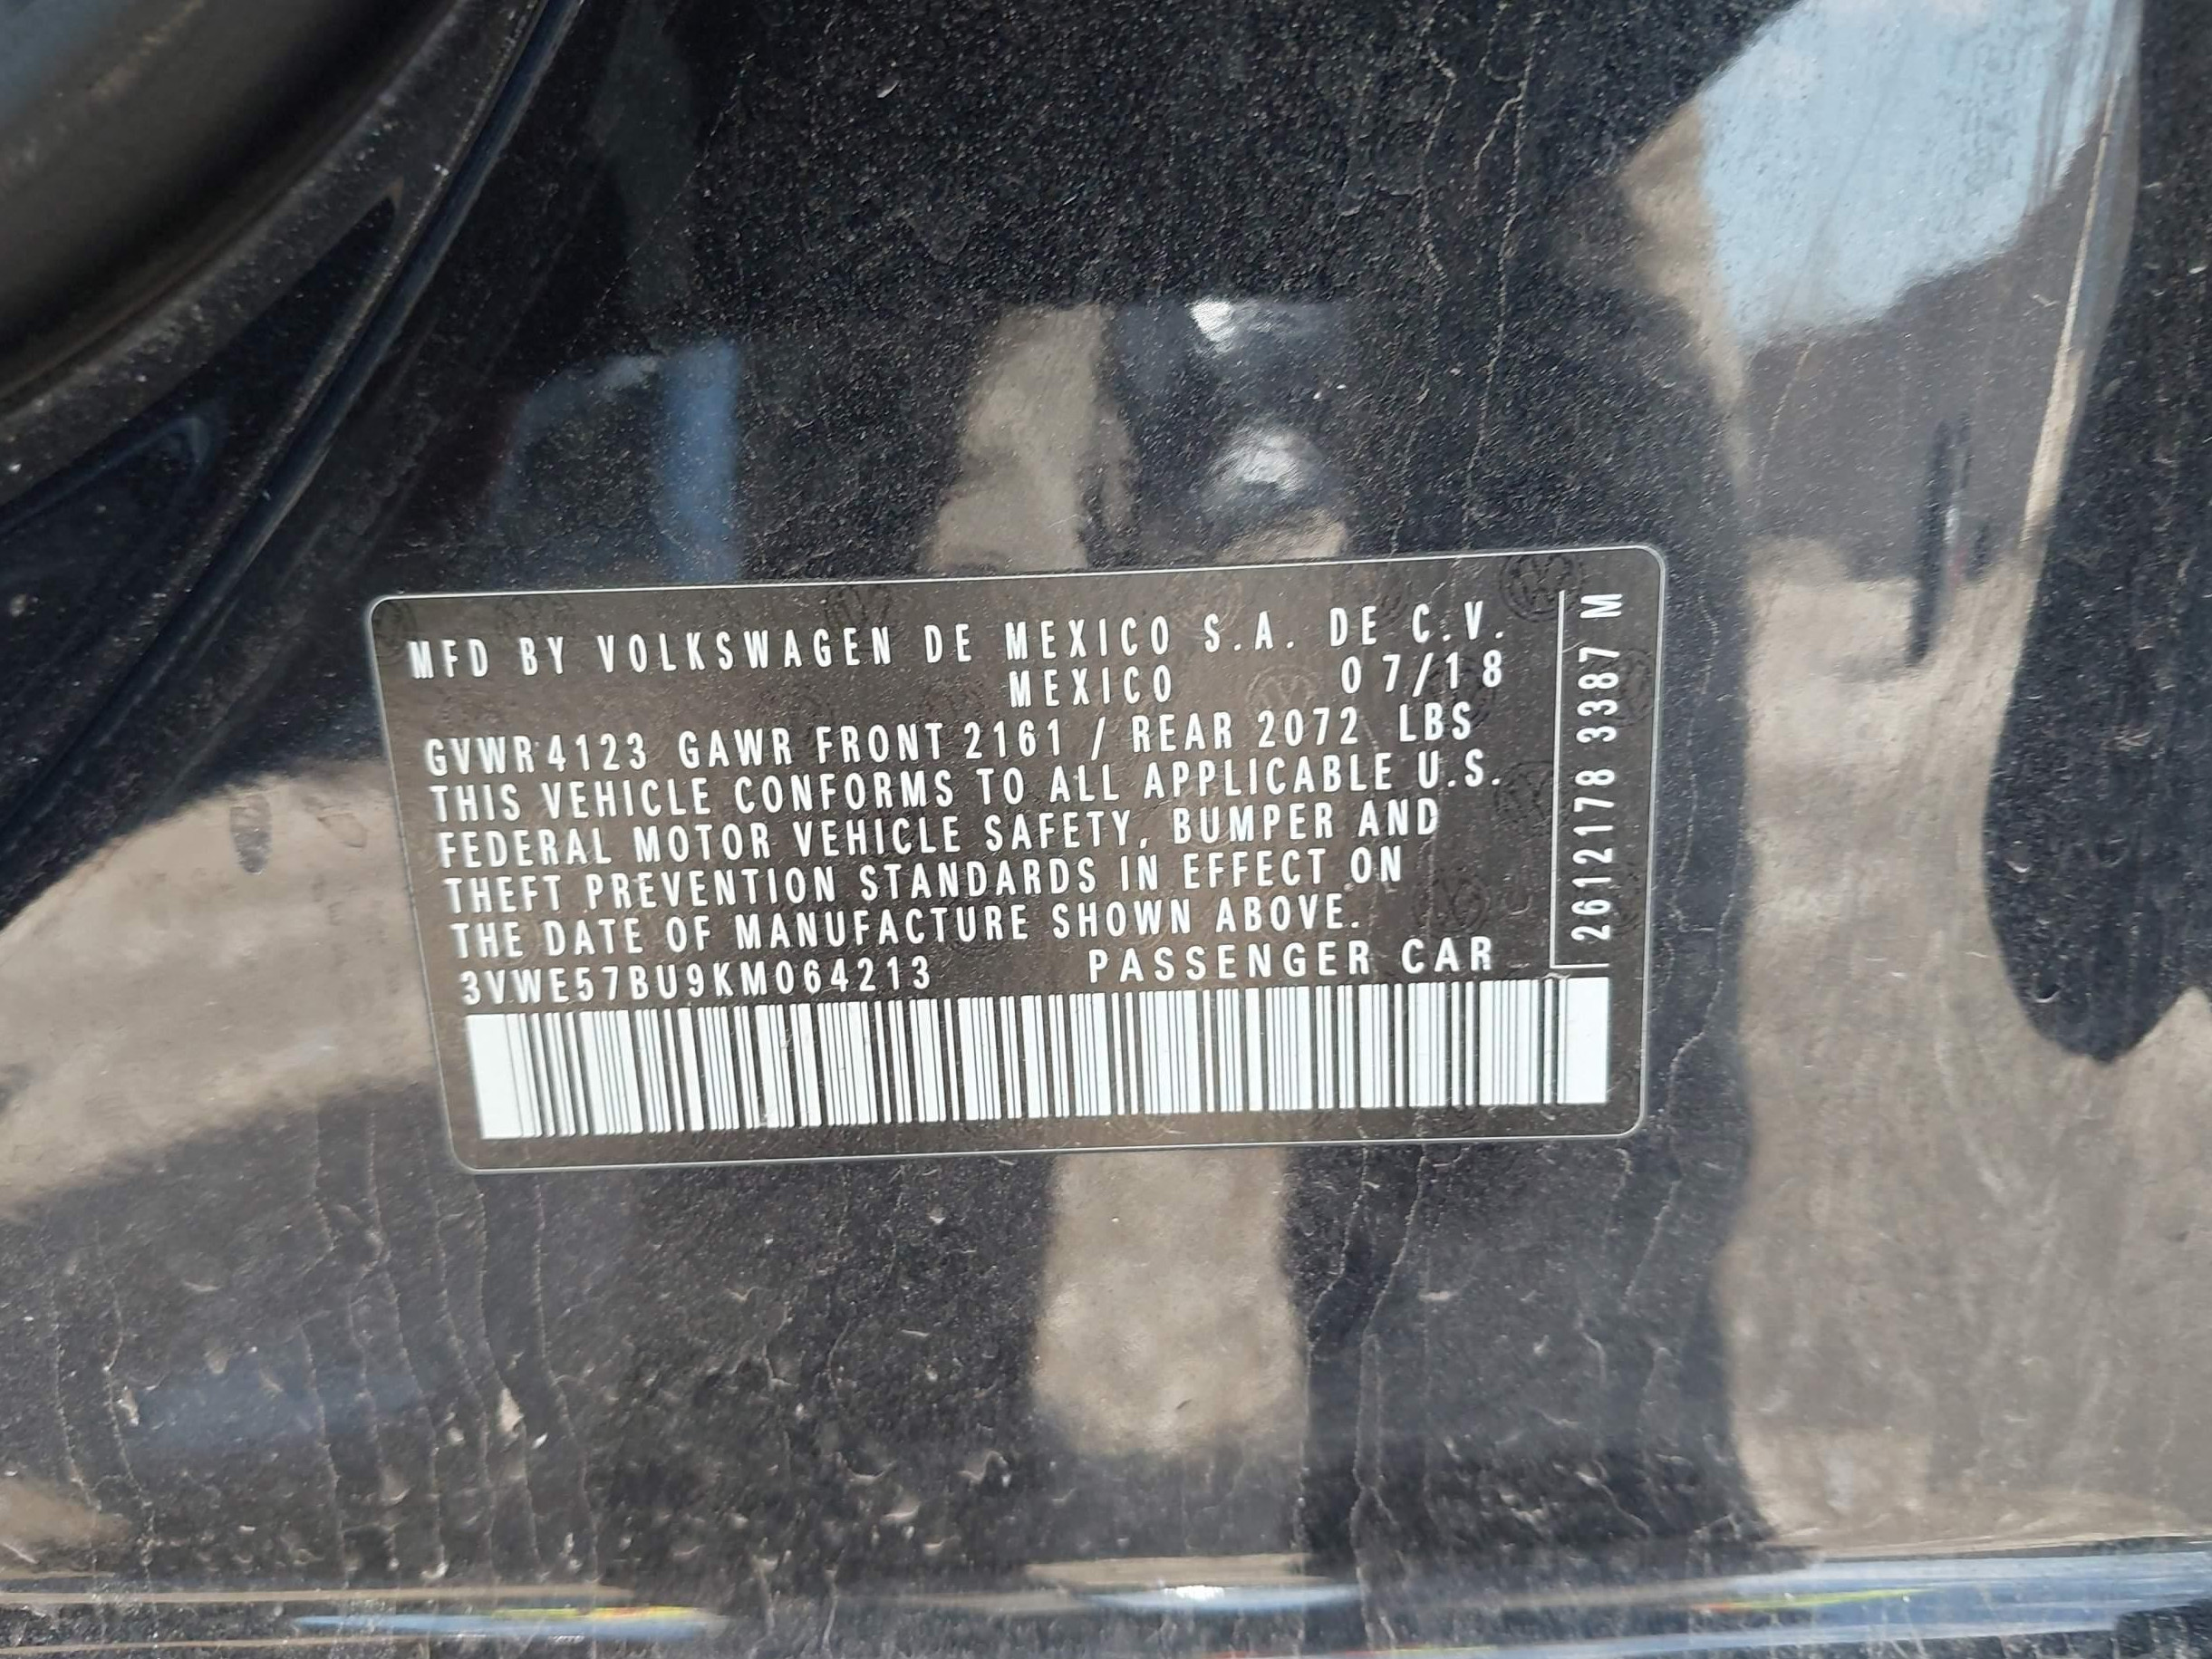 MFD BY VOLKSWAGEN DE MEXICO S.A. DE C.V.
MEXICO 07/18
GVWR 4123 GAWR FRONT 2161 / REAR 2072 LBS
THIS VEHICLE CONFORMS TO ALL APPLICABLE U.S.
FEDERAL MOTOR VEHICLE SAFETY, BUMPER AND
THEFT PREVENTION STANDARDS IN EFFECT ON
THE DATE OF MANUFACTURE SHOWN ABOVE.
3VWE57BU9KM064213 PASSENGER CAR
2612178 3387 M